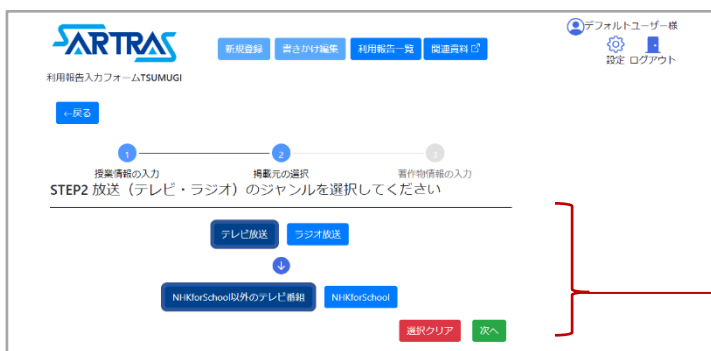 SARTRAS
新規登録 書きかけ編集 利用報告一覧 関連資料
デフォルトユーザー様
設定 ログアウト
利用報告入力フォームTSUMUGI
←戻る
1 2 3
授業情報の入力 掲載元の選択 著作物情報の入力
STEP2 放送（テレビ・ラジオ）のジャンルを選択してください
テレビ放送 ラジオ放送
NHKforSchool以外のテレビ番組 NHKforSchool
選択クリア 次へ